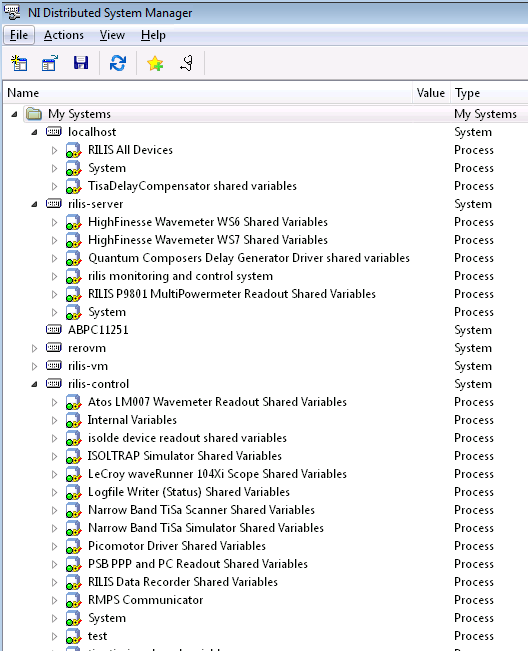 NI Distributed System Manager
File Actions View Help
Name Value Type
My Systems My Systems
localhost System
RILIS All Devices Process
System Process
TisaDelayCompensator shared variables Process
rilis-server System
HighFinesse Wavemeter WS6 Shared Variables Process
HighFinesse Wavemeter WS7 Shared Variables Process
Quantum Composers Delay Generator Driver shared variables Process
rilis monitoring and control system Process
RILIS P9801 MultiPowermeter Readout Shared Variables Process
System Process
ABPC11251 System
rerovm System
rilis-vm System
rilis-control System
Atos LM007 Wavemeter Readout Shared Variables Process
Internal Variables Process
isolde device readout shared variables Process
ISOLTRAP Simulator Shared Variables Process
LeCroy waveRunner 104Xi Scope Shared Variables Process
Logfile Writer (Status) Shared Variables Process
Narrow Band TiSa Scanner Shared Variables Process
Narrow Band TiSa Simulator Shared Variables Process
Picomotor Driver Shared Variables Process
PSB PPP and PC Readout Shared Variables Process
RILIS Data Recorder Shared Variables Process
RMPS Communicator Process
System Process
test Process